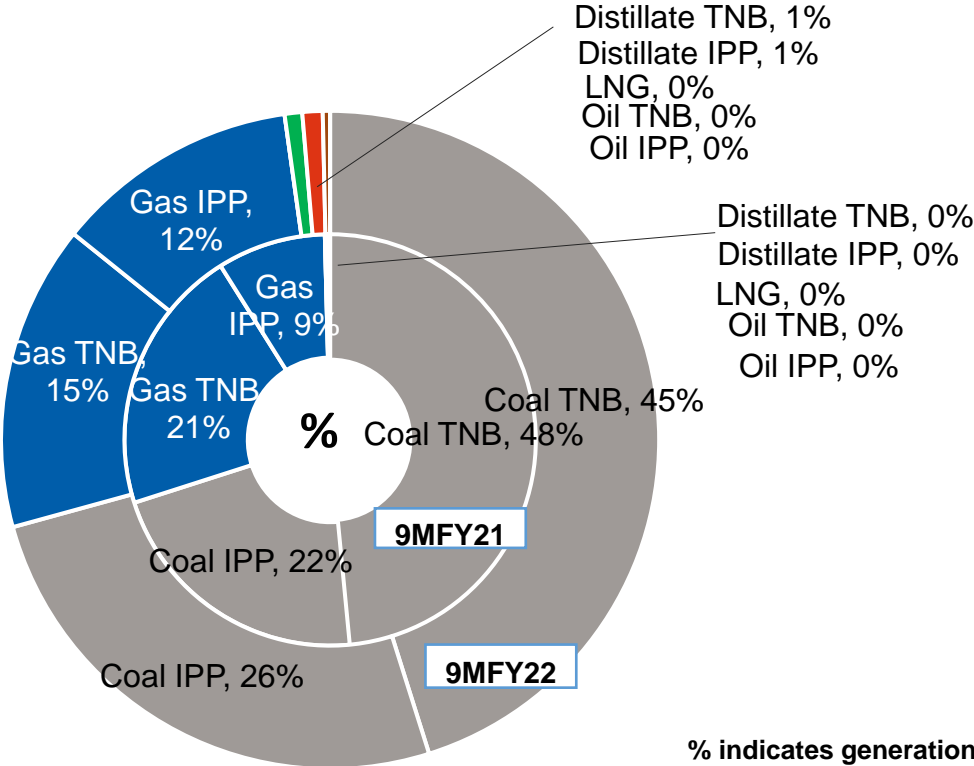 Distillate TNB, 1%
Distillate IPP, 1%
LNG, 0%
Oil TNB, 0%
Oil IPP, 0%
Gas IPP,
12%
Distillate TNB, 0%
Distillate IPP, 0%
LNG, 0%
Oil TNB, 0%
Oil IPP, 0%
Gas
IPP, 9%
Gas TNB,
15%
Gas TNB
21%
%
Coal TNB, 45%
Coal TNB, 48%
9MFY21
Coal IPP, 22%
9MFY22
Coal IPP, 26%
% indicates generation